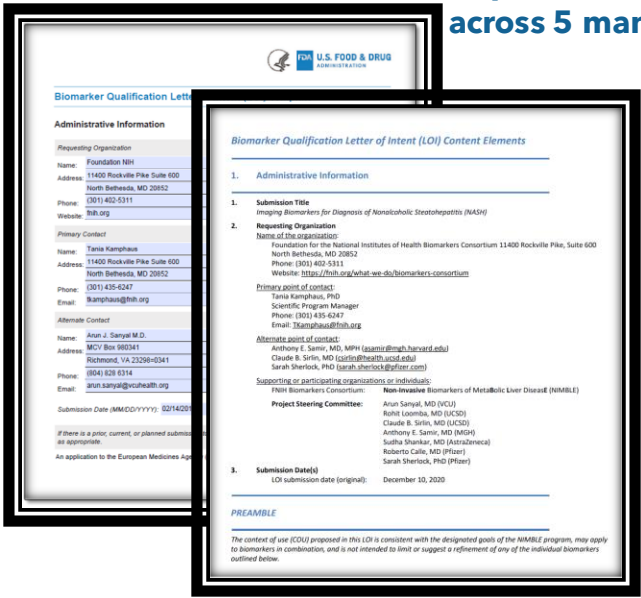 across 5 mar
U.S. FOOD & DRUG
ADMINISTRATION
Biomarker Qualification Lette
Administrative Information
Requesting Organization
Name: Foundation NIH
Address: 11400 Rockville Pike Suite 600
North Bethesda, MD 20852
Phone: (301) 402-5311
Website: fnih.org
Primary Contact
Name: Tania Kamphaus
Address: 11400 Rockville Pike Suite 600
North Bethesda, MD 20852
Phone: (301) 435-6247
Email: tkamphaus@fnih.org
Alternate Contact
Name: Arun J. Sanyal M.D.
Address: MCV Box 980341
Richmond, VA 23298=0341
Phone: (804) 828 6314
Email: arun.sanyal@vcuhealth.org
Submission Date (MM/DD/YYYY): 02/14/201
If there is a prior, current, or planned submiss
as appropriate.
An application to the European Medicines Age
Biomarker Qualification Letter of Intent (LOI) Content Elements
1. Administrative Information
1. Submission Title
Imaging Biomarkers for Diagnosis of Nonalcoholic Steatohepatitis (NASH)
2. Requesting Organization
Name of the organization:
Foundation for the National Institutes of Health Biomarkers Consortium 11400 Rockville Pike, Suite 600
North Bethesda, MD 20852
Phone: (301) 402-5311
Website: https://fnih.org/what-we-do/biomarkers-consortium
Primary point of contact:
Tania Kamphaus, PhD
Scientific Program Manager
Phone: (301) 435-6247
Email: TKamphaus@fnih.org
Alternate point of contact:
Anthony E. Samir, MD, MPH (asamir@mgh.harvard.edu)
Claude B. Sirlin, MD (csirlin@health.ucsd.edu)
Sarah Sherlock, PhD (sarah.sherlock@pfizer.com)
Supporting or participating organizations or individuals:
FNIH Biomarkers Consortium: Non-Invasive Biomarkers of MetaBolic Liver DiseasE (NIMBLE)
Project Steering Committee: Arun Sanyal, MD (VCU)
Rohit Loomba, MD (UCSD)
Claude B. Sirlin, MD (UCSD)
Anthony E. Samir, MD (MGH)
Sudha Shankar, MD (AstraZeneca)
Roberto Calle, MD (Pfizer)
Sarah Sherlock, PhD (Pfizer)
3. Submission Date(s)
LOI submission date (original): December 10, 2020
PREAMBLE
The context of use (COU) proposed in this LOI is consistent with the designated goals of the NIMBLE program, may apply
to biomarkers in combination, and is not intended to limit or suggest a refinement of any of the individual biomarkers
outlined below.